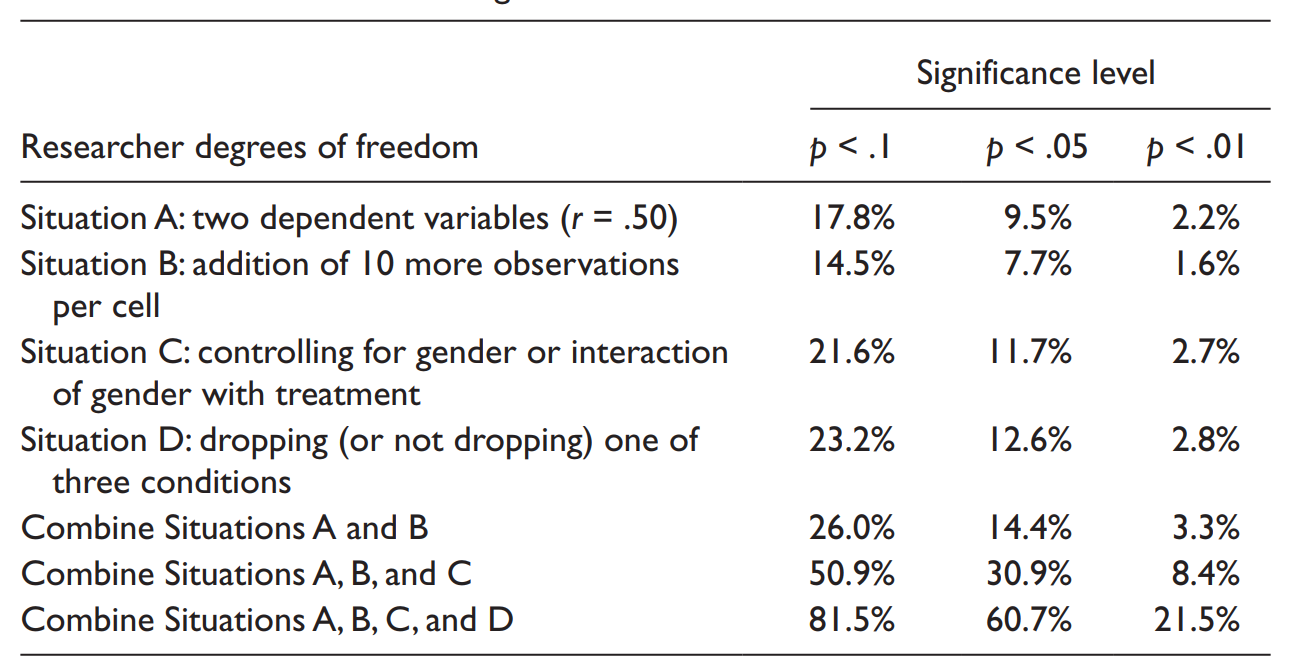 Significance level
Researcher degrees of freedom p < .1 p < .05 p < .01
Situation A: two dependent variables (r = .50) 17.8% 9.5% 2.2%
Situation B: addition of 10 more observations 14.5% 7.7% 1.6%
per cell
Situation C: controlling for gender or interaction 21.6% 11.7% 2.7%
of gender with treatment
Situation D: dropping (or not dropping) one of 23.2% 12.6% 2.8%
three conditions
Combine Situations A and B 26.0% 14.4% 3.3%
Combine Situations A, B, and C 50.9% 30.9% 8.4%
Combine Situations A, B, C, and D 81.5% 60.7% 21.5%